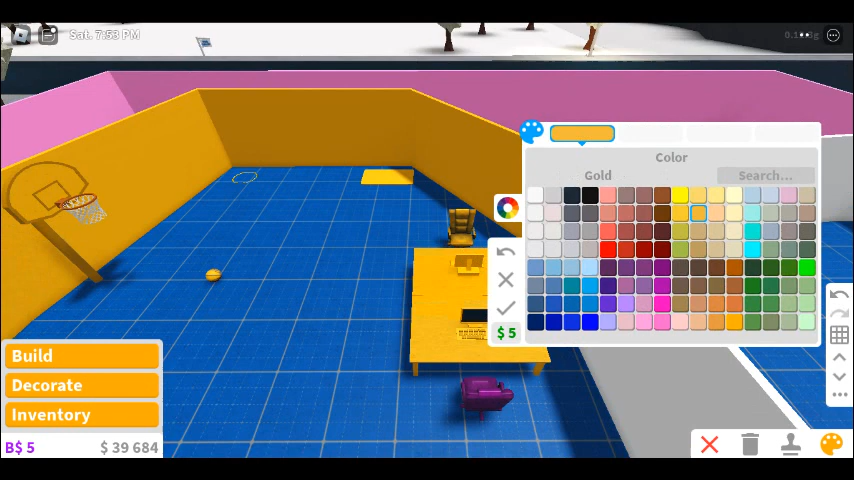 Sat. 7:53 PM
Color
Gold
Search...
$ 5
Build
Decorate
Inventory
B$ 5
$ 39 684